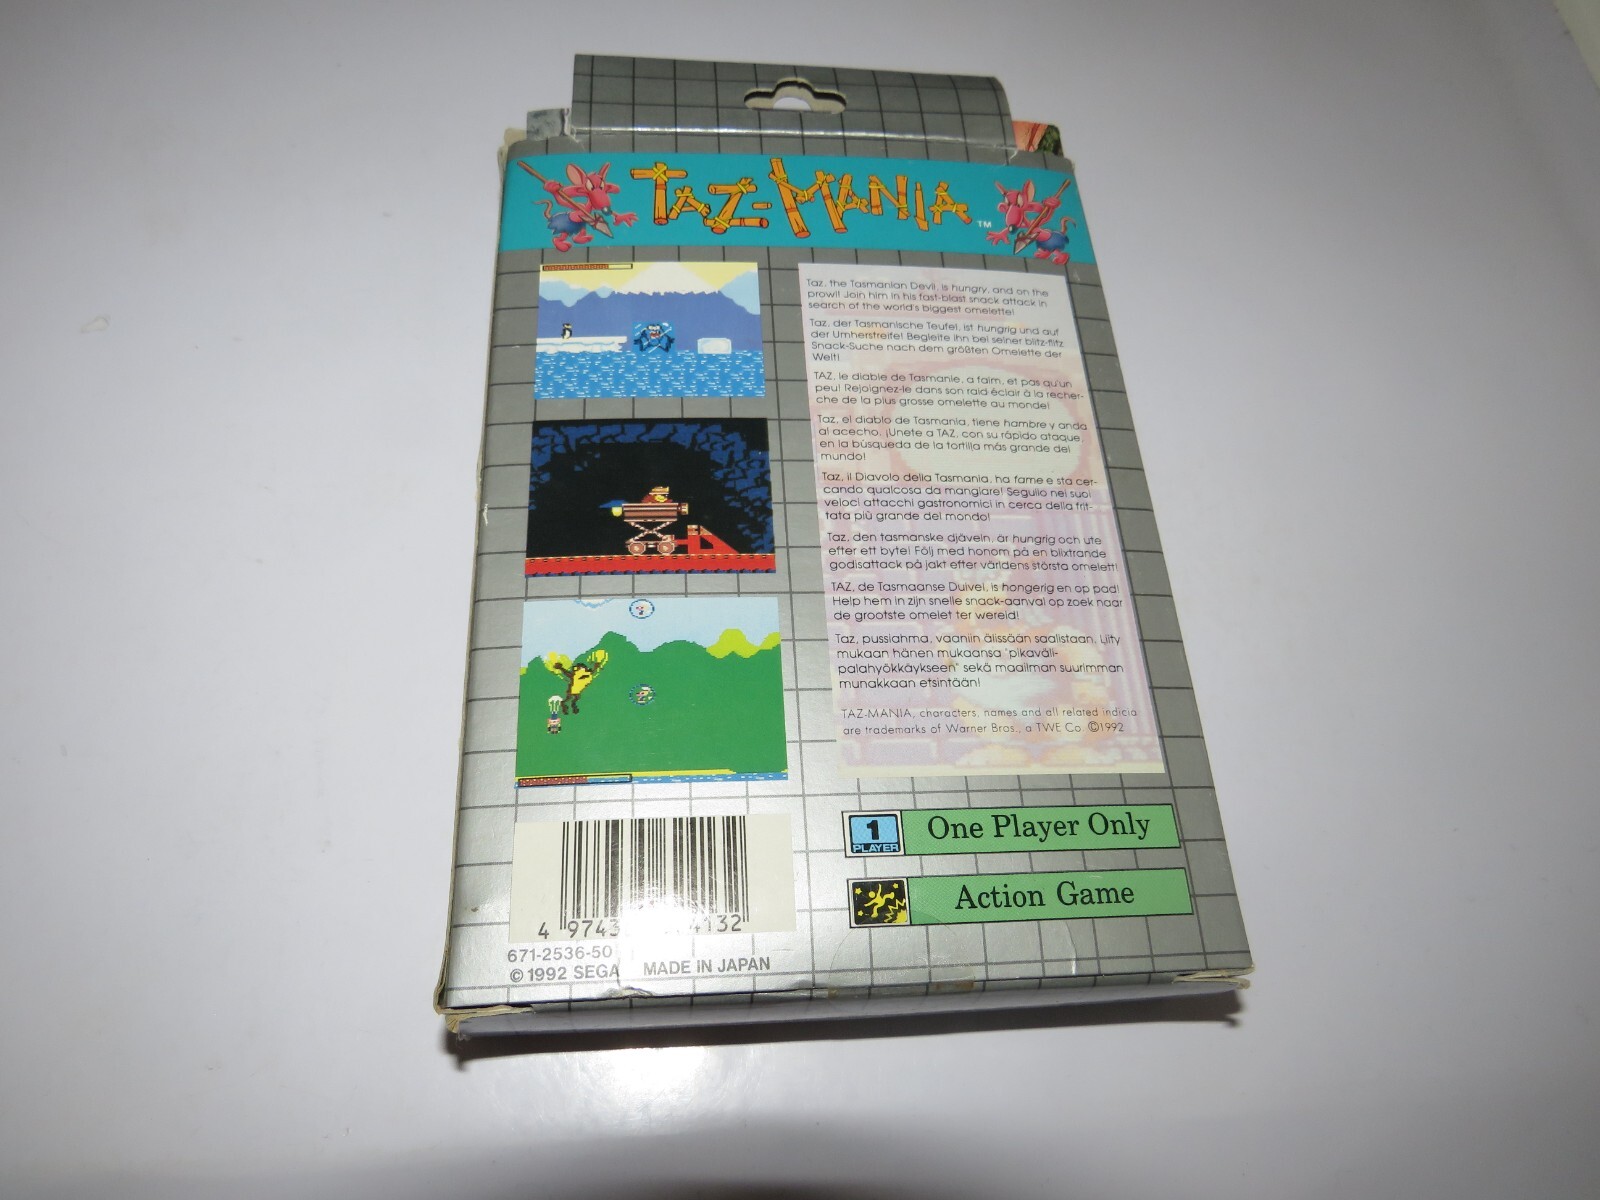 TAZ-MANIA TM
Taz, the Tasmanian Devil, is hungry, and on the
prowl! Join him in his fast-blast snack attack in
search of the world's biggest omelette!
Taz, der Tasmanische Teufel, ist hungrig und auf
der Umherstreife! Begleite ihn bei seiner blitz-flitz
Snack-Suche nach dem größten Omelette der
Welt!
TAZ, le diable de Tasmanie, a faim, et pas qu'un
peu! Rejoignez-le dans son raid éclair à la recher-
che de la plus grosse omelette au monde!
Taz, el diablo de Tasmania, tiene hambre y anda
al acecho. ¡Unete a TAZ, con su rápido ataque
en la búsqueda de la tortilla más grande del
mundo!
Taz, il Diavolo della Tasmania, ha fame e sta cer-
cando qualcosa da mangiare! Seguilo nei suoi
veloci attacchi gastronomici in cerca della frit-
tata più grande del mondo!
Taz, den tasmanske djäveln, är hungrig och ute
efter ett byte! Följ med honom på en blixtrande
godisattack på jakt efter världens största omelett!
TAZ, de Tasmaanse Duivel, is hongerig en op pad!
Help hem in zijn snelle snack-aanval op zoek naar
de grootste omelet ter wereld!
Taz, pussiahma, vaaniin äiissään saalistaan. Liity
mukaan hänen mukaansa "pikaväli-
palahyökkäykseen" sekä maailman suurimman
munakkaan etsintään!
TAZ-MANIA, characters, names and all related indicia
are trademarks of Warner Bros., a TWE Co. ©1992
1 PLAYER One Player Only
Action Game
4 9743 4132
671-2536-50
© 1992 SEGA MADE IN JAPAN